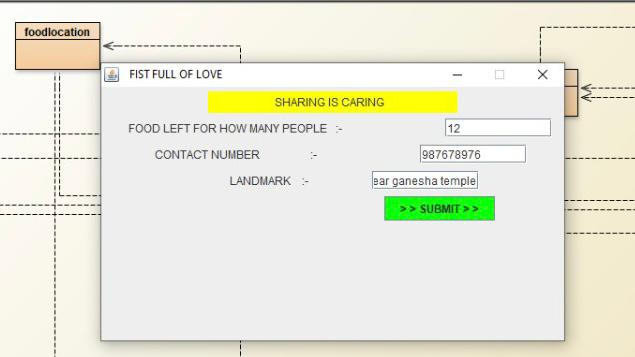 foodlocation
FIST FULL OF LOVE
SHARING IS CARING
FOOD LEFT FOR HOW MANY PEOPLE :- 12
CONTACT NUMBER :- 987678976
LANDMARK :- ear ganesha temple
> > SUBMIT > >